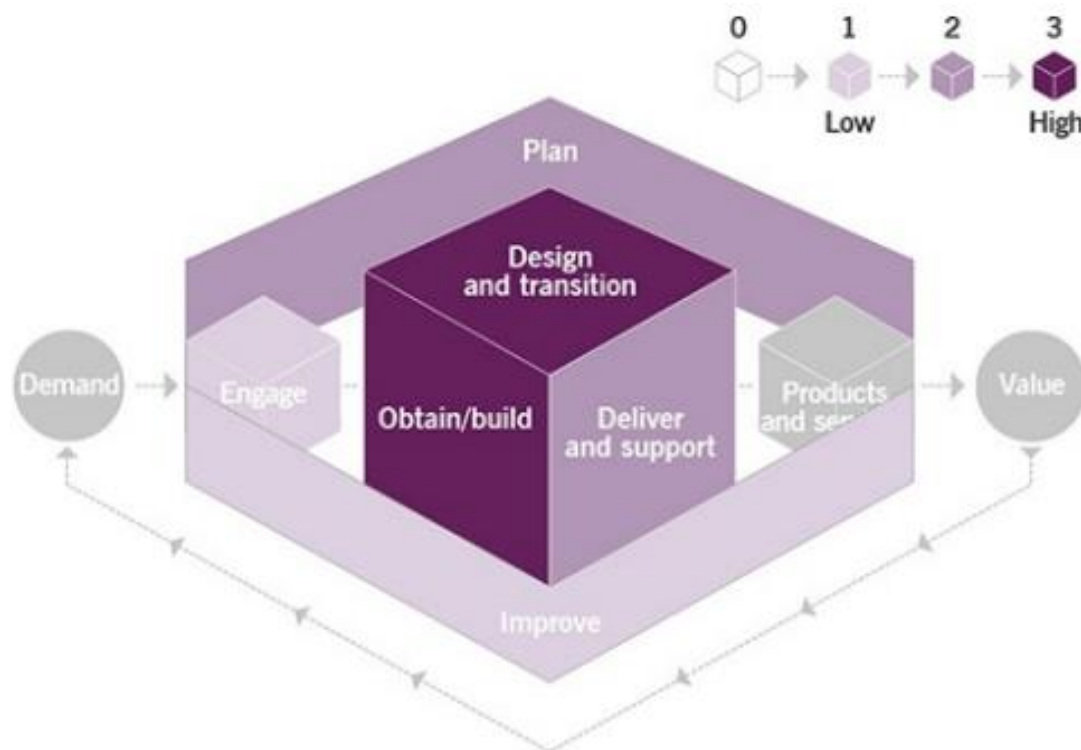 0 1 2 3
Low High
Plan
Design
and transition
Demand
Engage
Obtain/build
Deliver
and support
Products
and
Value
Improve